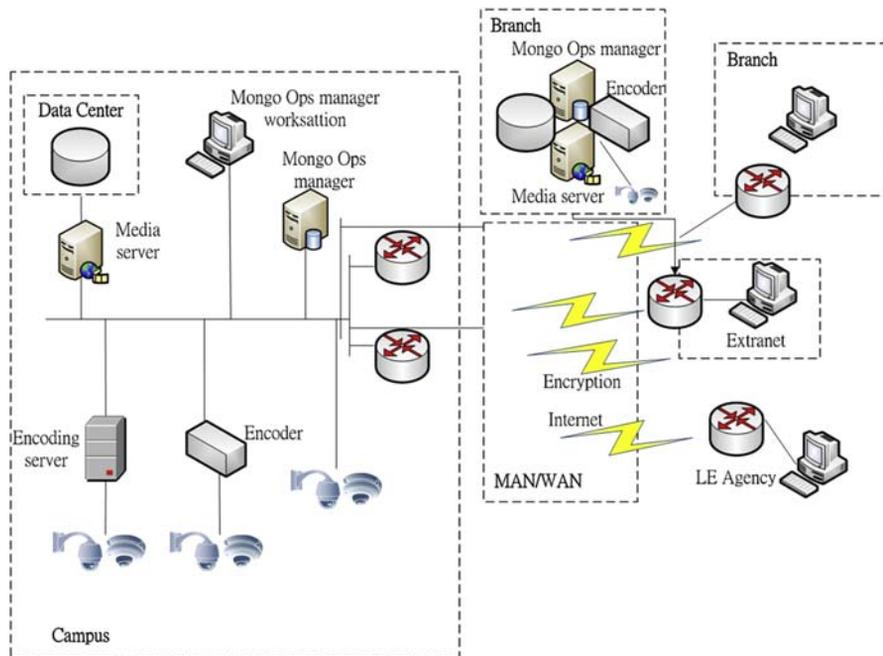 Branch
Mongo Ops manager
Encoder
Media server
Branch
Data Center
Mongo Ops manager
worksattion
Mongo Ops
manager
Media
server
Extranet
Encryption
Internet
Encoding
server
Encoder
LE Agency
MAN/WAN
Campus